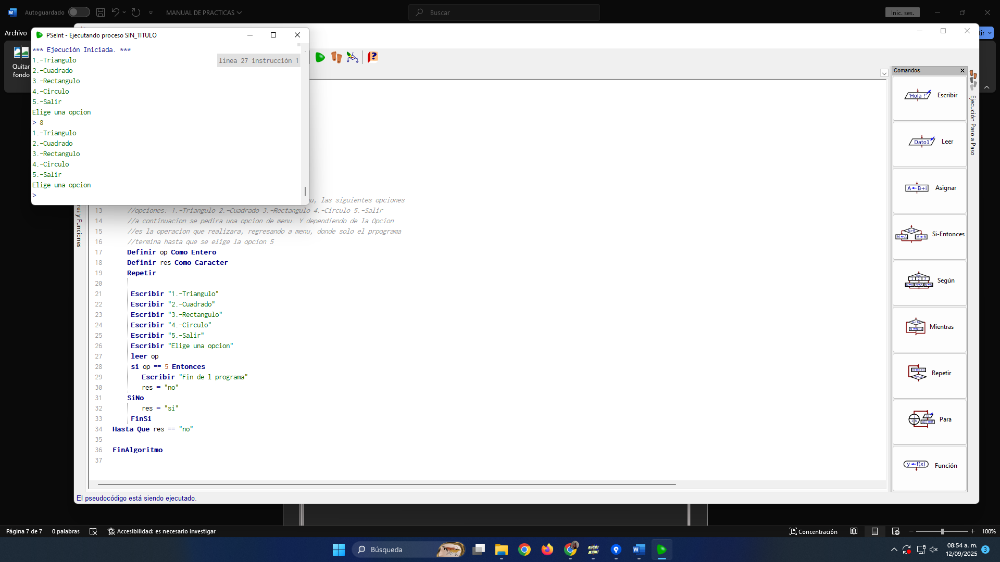 Autoguardado
MANUAL DE PRACTICAS
Buscar
Inic. ses.
Archivo
tir
Quitar
fondo
PSeInt - Ejecutando proceso SIN_TITULO
*** Ejecución Iniciada. ***
línea 27 instrucción 1
1.-Triangulo
2.-Cuadrado
3.-Rectangulo
4.-Circulo
5.-Salir
Elige una opcion
> 8
1.-Triangulo
2.-Cuadrado
3.-Rectangulo
4.-Circulo
5.-Salir
Elige una opcion
>
u, las siguientes opciones
13 //opciones: 1.-Triangulo 2.-Cuadrado 3.-Rectangulo 4.-Circulo 5.-Salir
14 //a continuacion se pedira una opcion de menu. Y dependiendo de la Opcion
15 //es la operacion que realizara, regresando a menu, donde solo el prpograma
16 //termina hasta que se elige la opcion 5
17 Definir op Como Entero
18 Definir res Como Caracter
19 Repetir
20
21 Escribir "1.-Triangulo"
22 Escribir "2.-Cuadrado"
23 Escribir "3.-Rectangulo"
24 Escribir "4.-Circulo"
25 Escribir "5.-Salir"
26 Escribir "Elige una opcion"
27 leer op
28 si op == 5 Entonces
29 Escribir "Fin de l programa"
30 res = "no"
31 SiNo
32 res = "si"
33 FinSi
34 Hasta Que res == "no"
35
36 FinAlgoritmo
37
res y Funciones
Comandos
'Hola !' Escribir
Dato1 Leer
A B+i Asignar
A>B M A M B Si-Entonces
Según
Mientras
Repetir
Para
y f(x) Función
Ejecución Paso a Paso
El pseudocódigo está siendo ejecutado.
Página 7 de 7
0 palabras
Accesibilidad: es necesario investigar
Concentración
100%
Búsqueda
08:54 a. m.
12/09/2025
3